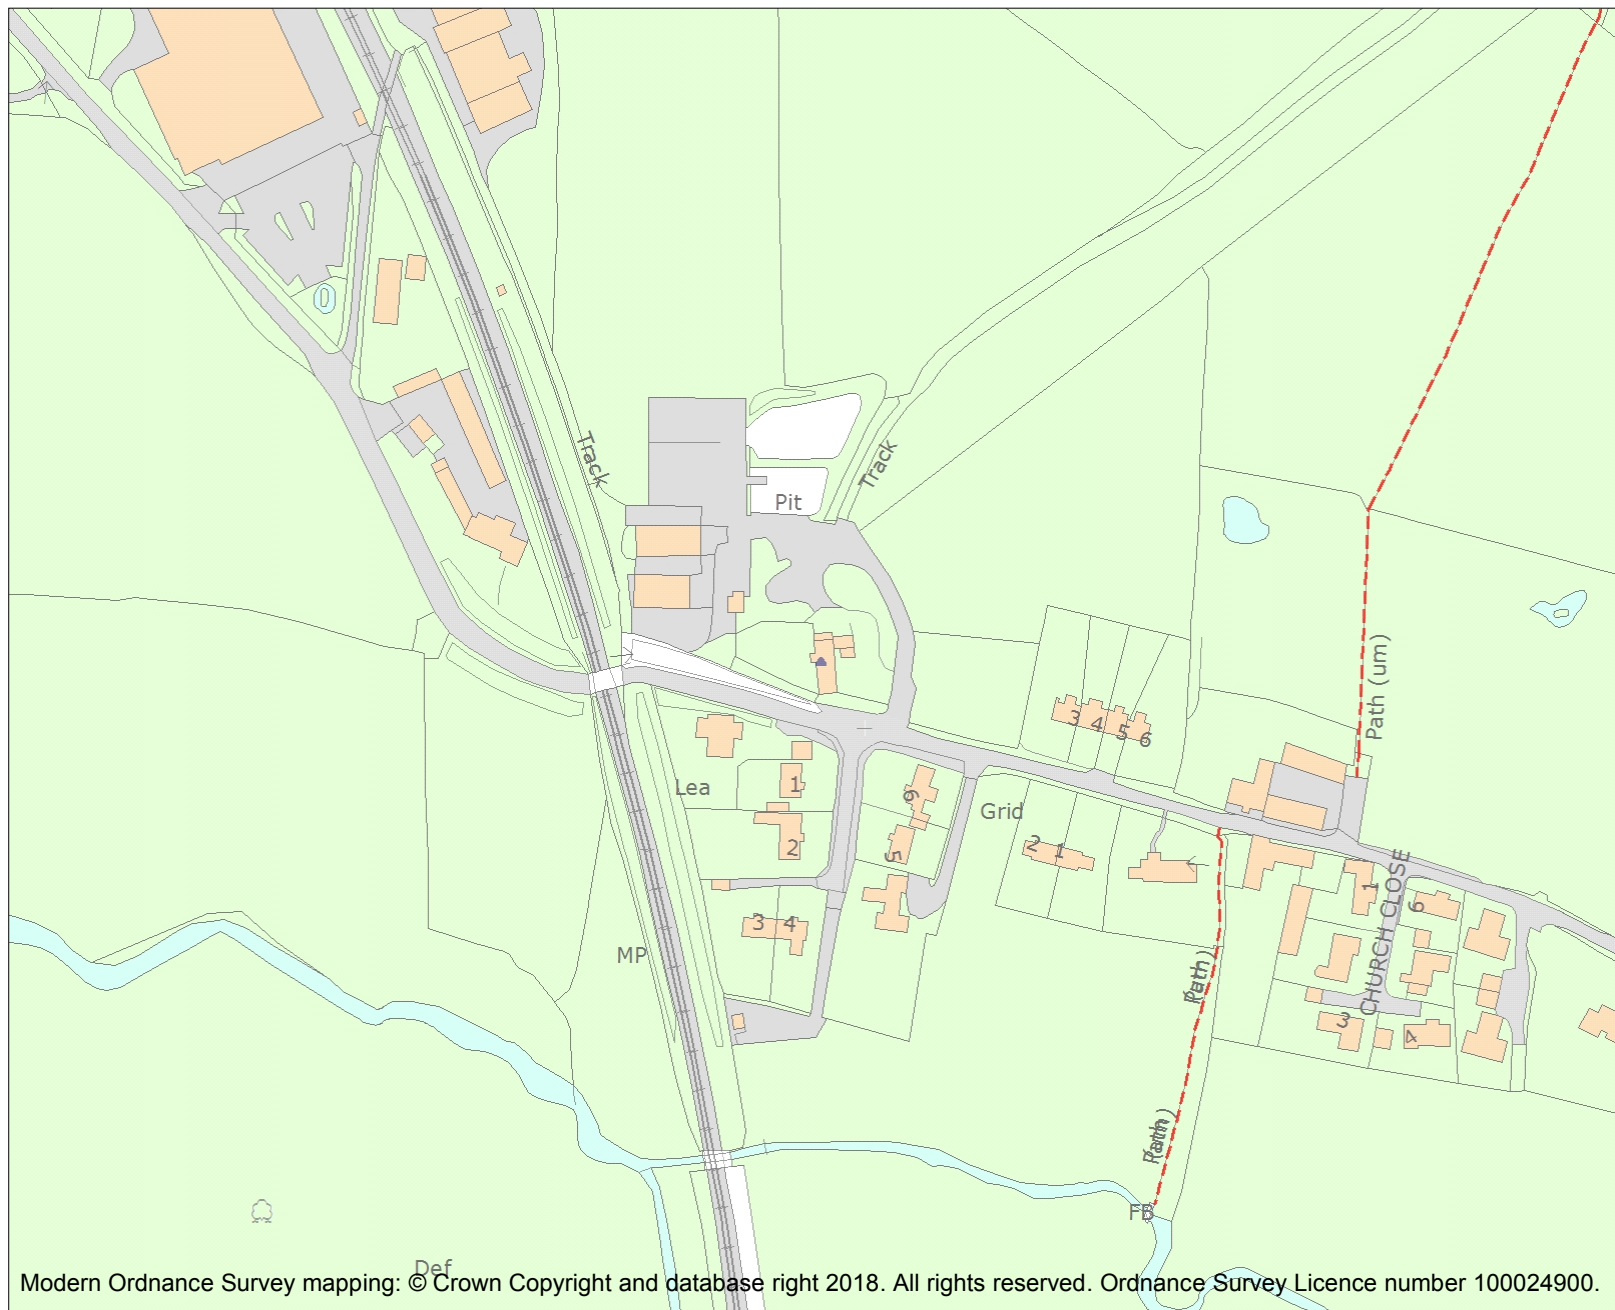 Track
Track
Pit
Path (um)
3
4
5
6
Lea
1
6
Grid
2
5
2 1
1
6
CHURCH CLOSE
3 4
MP
3
4
FB
Def
Modern Ordnance Survey mapping: © Crown Copyright and database right 2018. All rights reserved. Ordnance Survey Licence number 100024900.